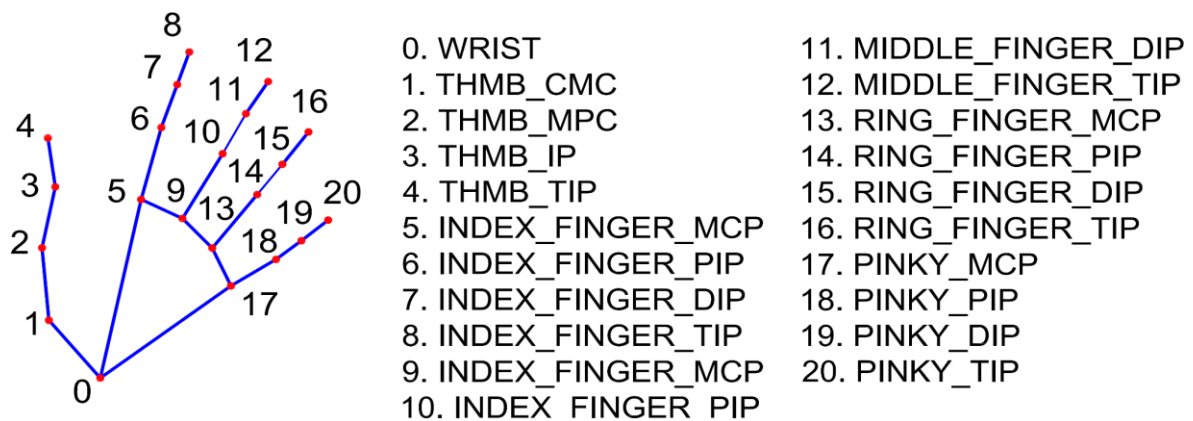 8
7
12
6
11
16
4
10
15
3
14
5
9
13
20
19
2
18
17
1
0
0. WRIST
1. THMB_CMC
2. THMB_MPC
3. THMB_IP
4. THMB_TIP
5. INDEX_FINGER_MCP
6. INDEX_FINGER_PIP
7. INDEX_FINGER_DIP
8. INDEX_FINGER_TIP
9. INDEX_FINGER_MCP
10. INDEX_FINGER_PIP
11. MIDDLE_FINGER_DIP
12. MIDDLE_FINGER_TIP
13. RING_FINGER_MCP
14. RING_FINGER_PIP
15. RING_FINGER_DIP
16. RING_FINGER_TIP
17. PINKY_MCP
18. PINKY_PIP
19. PINKY_DIP
20. PINKY_TIP